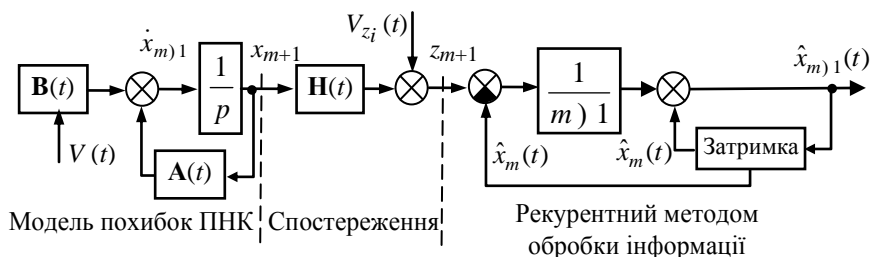 V_{z_i}(t)
ẋ_{m) 1}
x_{m+1}
z_{m+1}
x̂_{m) 1}(t)
B(t)
1
p
H(t)
1
m) 1
V(t)
A(t)
x̂_m(t)
x̂_m(t)
Затримка
Модель похибок ПНК
Спостереження
Рекурентний методом
обробки інформації